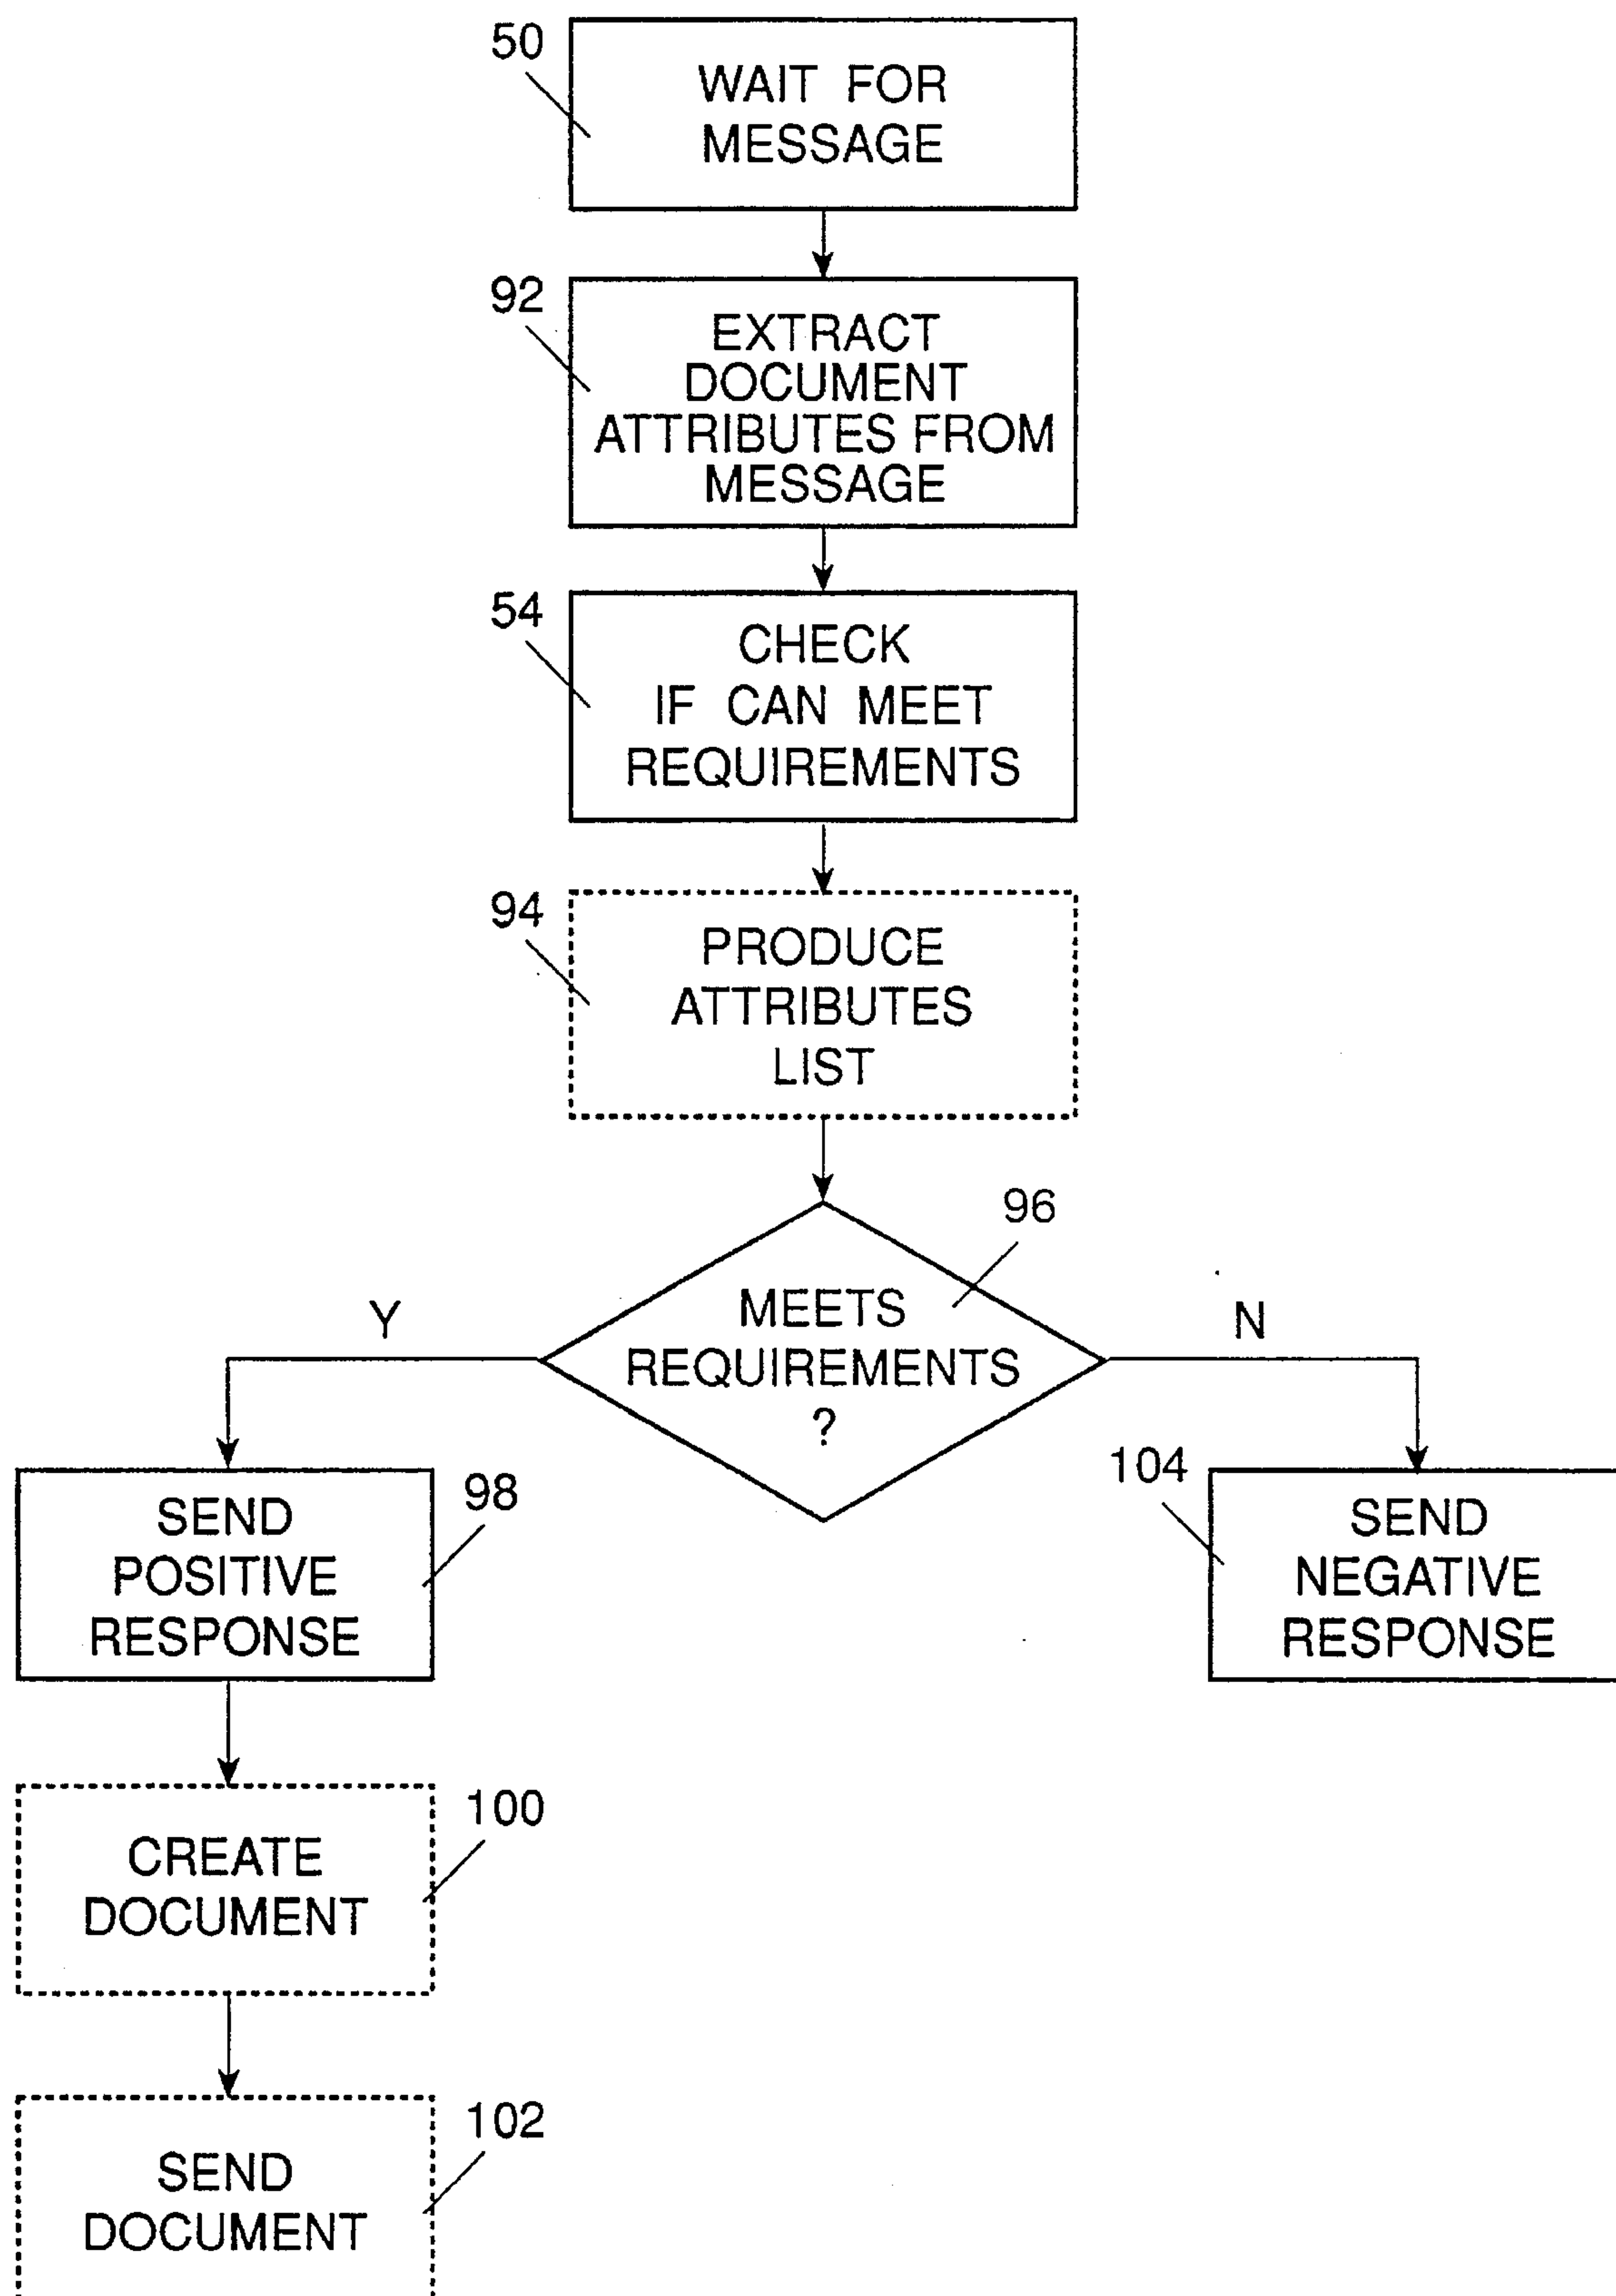 50
WAIT FOR
MESSAGE
92
EXTRACT
DOCUMENT
ATTRIBUTES FROM
MESSAGE
54
CHECK
IF CAN MEET
REQUIREMENTS
94
PRODUCE
ATTRIBUTES
LIST
96
MEETS
REQUIREMENTS
?
Y
N
98
SEND
POSITIVE
RESPONSE
104
SEND
NEGATIVE
RESPONSE
100
CREATE
DOCUMENT
102
SEND
DOCUMENT